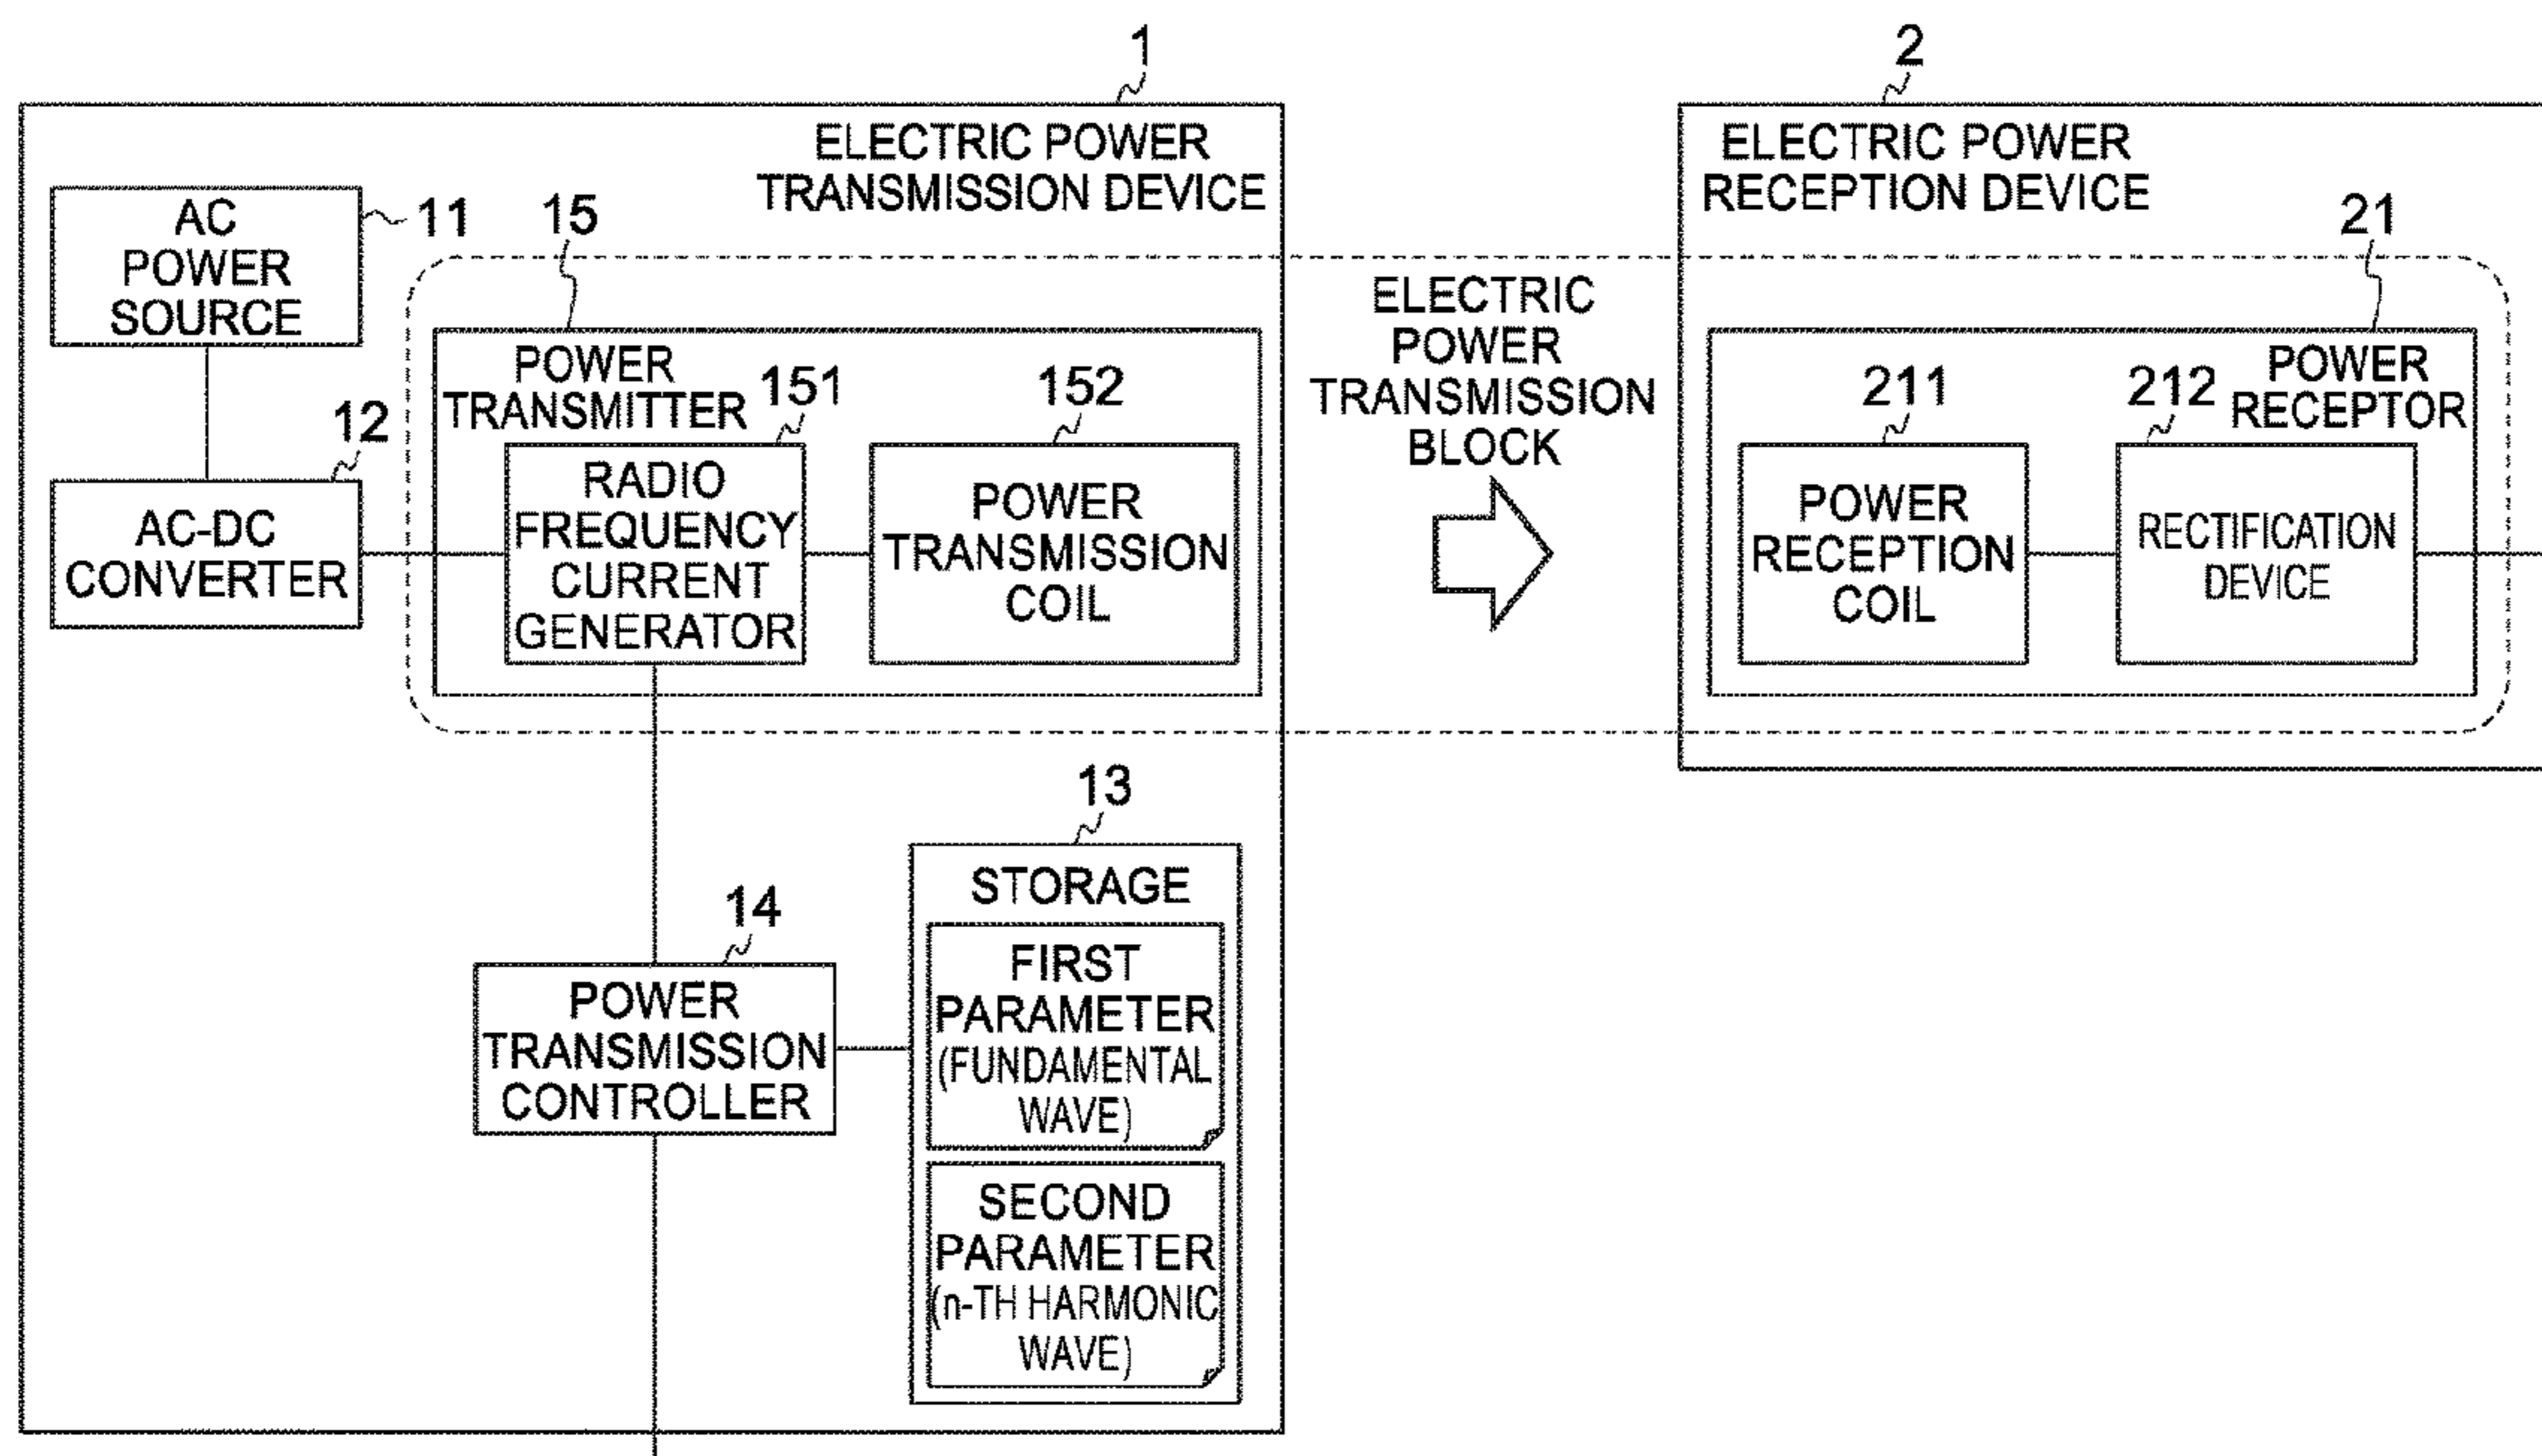 1
2
ELECTRIC POWER
TRANSMISSION DEVICE
ELECTRIC POWER
RECEPTION DEVICE
AC
POWER
SOURCE
11
15
21
ELECTRIC
POWER
TRANSMISSION
BLOCK
POWER
TRANSMITTER
151
152
211
212
POWER
RECEPTOR
12
AC-DC
CONVERTER
RADIO
FREQUENCY
CURRENT
GENERATOR
POWER
TRANSMISSION
COIL
POWER
RECEPTION
COIL
RECTIFICATION
DEVICE
13
STORAGE
14
POWER
TRANSMISSION
CONTROLLER
FIRST
PARAMETER
(FUNDAMENTAL
WAVE)
SECOND
PARAMETER
(n-TH HARMONIC
WAVE)